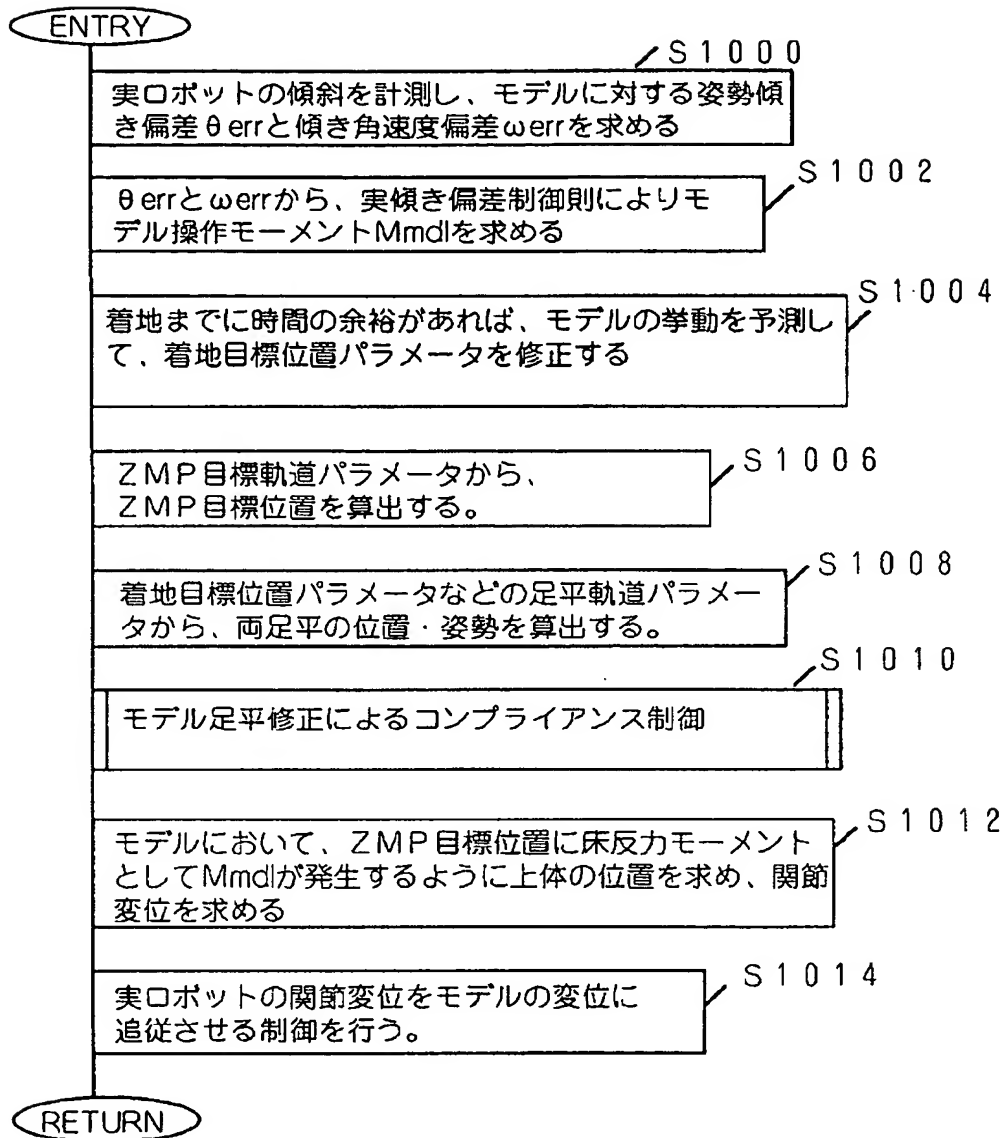 ENTRY
S1000
実ロボットの傾斜を計測し、モデルに対する姿勢傾
き偏差θerrと傾き角速度偏差ωerrを求める
S1002
θerrとωerrから、実傾き偏差制御則によりモ
デル操作モーメントMmdlを求める
S1004
着地までに時間の余裕があれば、モデルの挙動を予測し
て、着地目標位置パラメータを修正する
S1006
ZMP目標軌道パラメータから、
ZMP目標位置を算出する。
S1008
着地目標位置パラメータなどの足平軌道パラメー
タから、両足平の位置・姿勢を算出する。
S1010
モデル足平修正によるコンプライアンス制御
S1012
モデルにおいて、ZMP目標位置に床反力モーメント
としてMmdlが発生するように上体の位置を求め、関節
変位を求める
S1014
実ロボットの関節変位をモデルの変位に
追従させる制御を行う。
RETURN